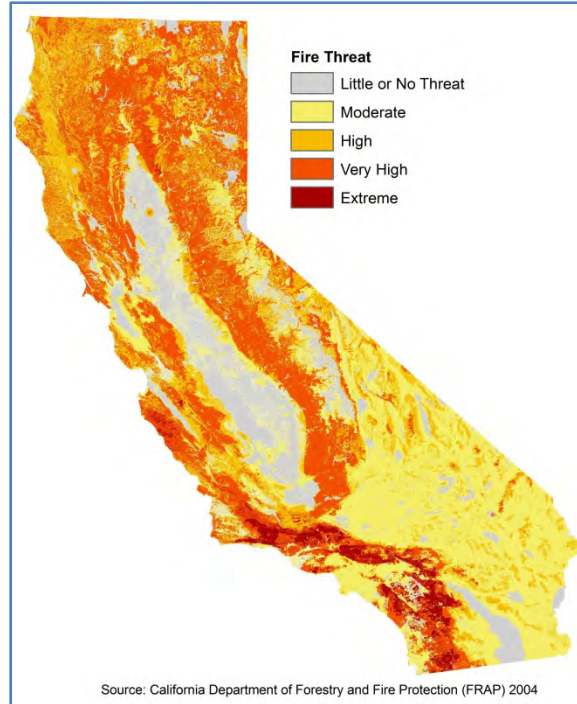 Fire Threat
Little or No Threat
Moderate
High
Very High
Extreme
Source: California Department of Forestry and Fire Protection (FRAP) 2004